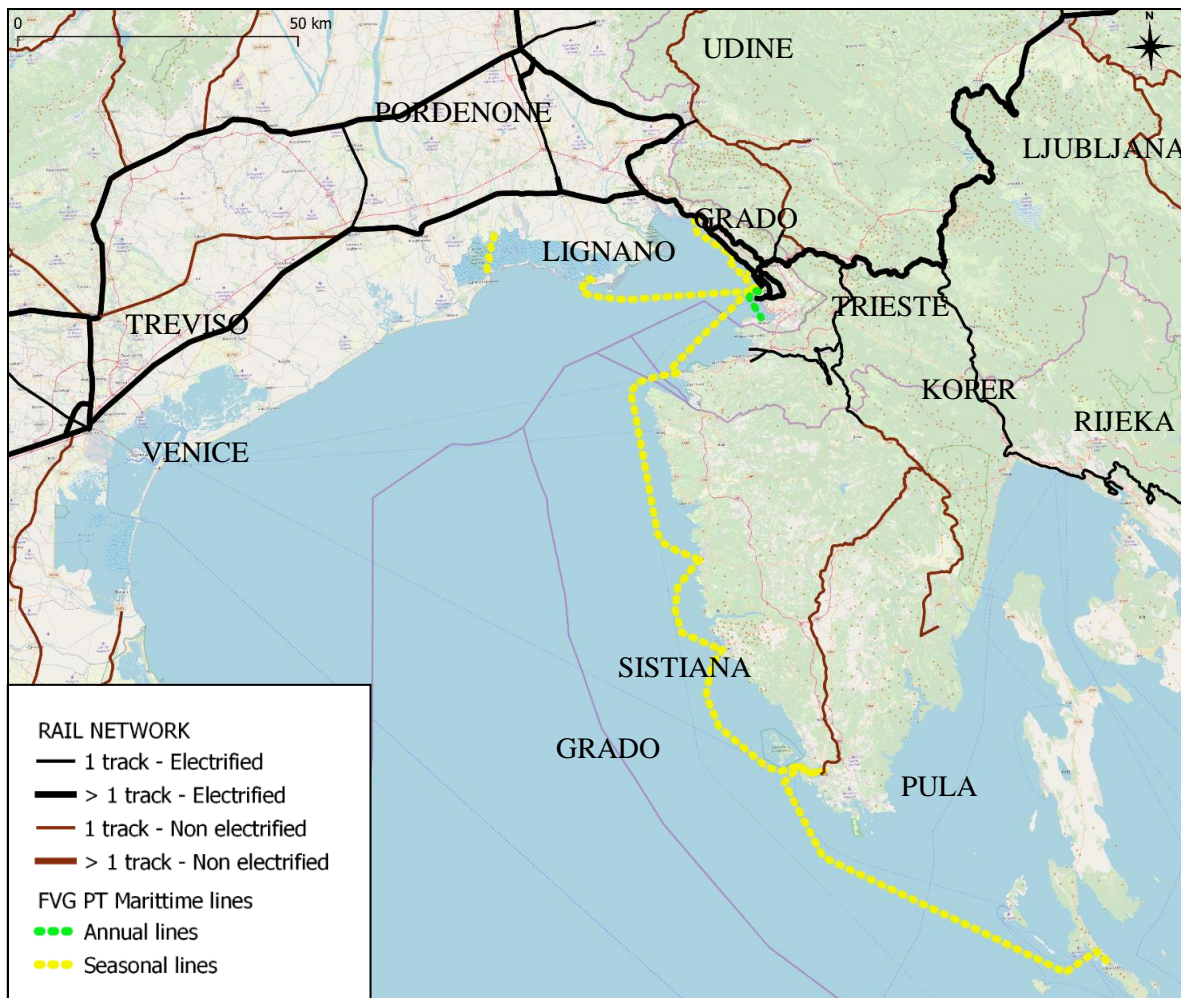 0
50 km
N
UDINE
PORDENONE
LJUBLJANA
GRADO
LIGNANO
TRIESTE
TREVISO
KOPER
RIJEKA
VENICE
SISTIANA
GRADO
PULA
RAIL NETWORK
1 track - Electrified
> 1 track - Electrified
1 track - Non electrified
> 1 track - Non electrified
FVG PT Marittime lines
Annual lines
Seasonal lines